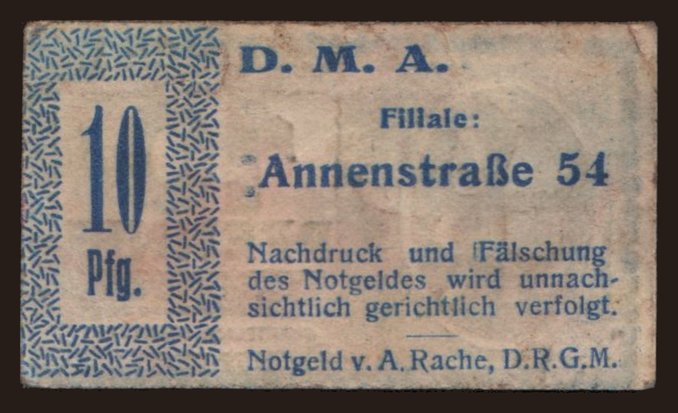 10
Pfg.
D. M. A.
Filiale:
Annenstraße 54
Nachdruck und Fälschung
des Notgeldes wird unnach-
sichtlich gerichtlich verfolgt.
Notgeld v. A. Rache, D.R.G.M.